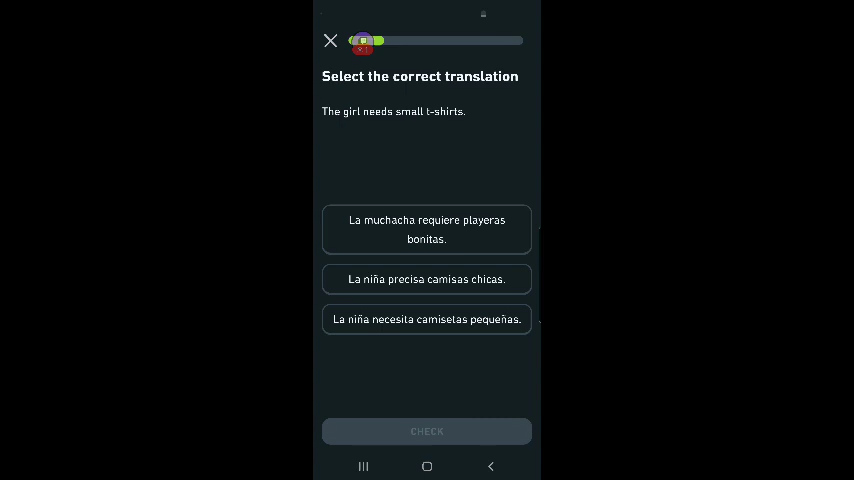 Select the correct translation
The girl needs small t-shirts.
La muchacha requiere playeras
bonitas.
La niña precisa camisas chicas.
La niña necesita camisetas pequeñas.
CHECK